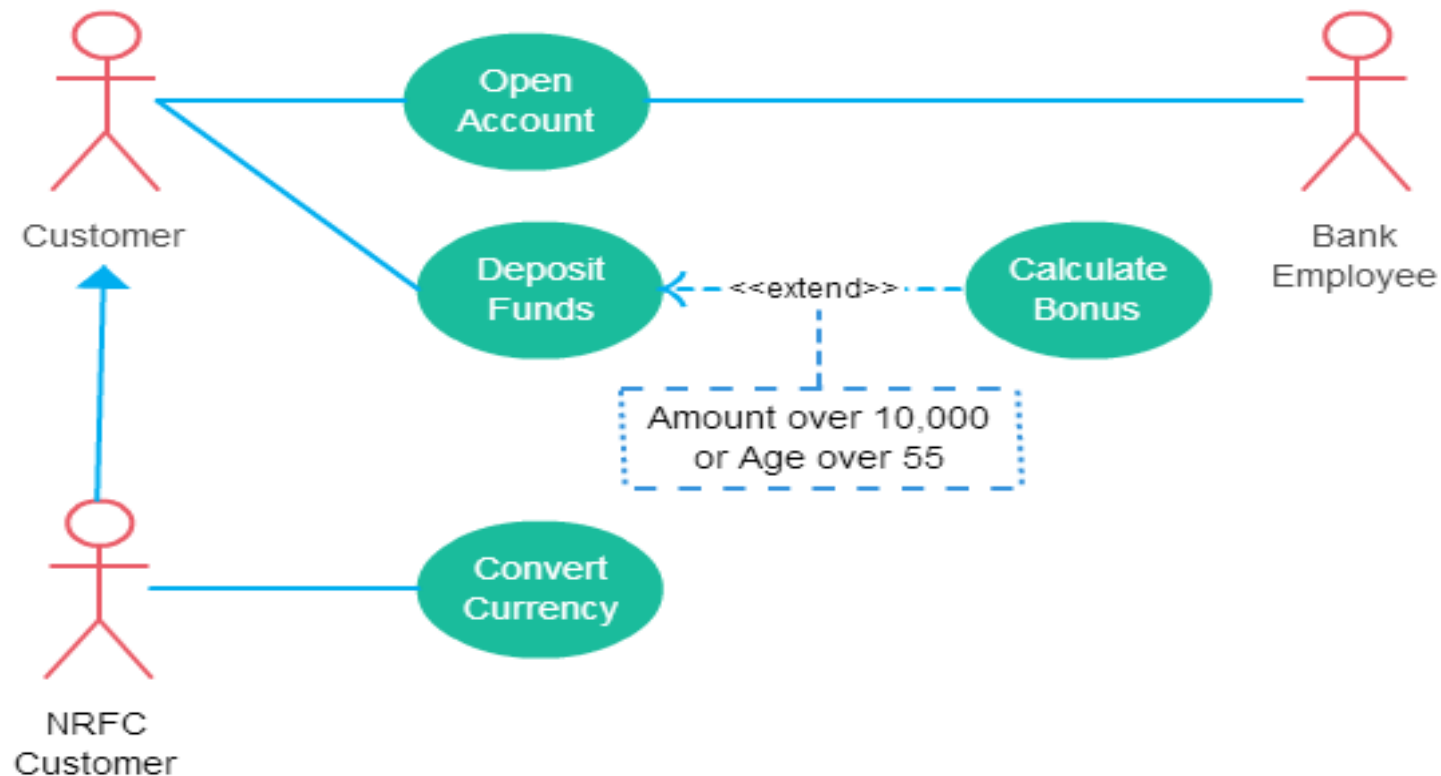 Open
Account
Customer
Bank
Employee
Deposit
Funds
<<extend>>
Calculate
Bonus
Amount over 10,000
or Age over 55
Convert
Currency
NRFC
Customer